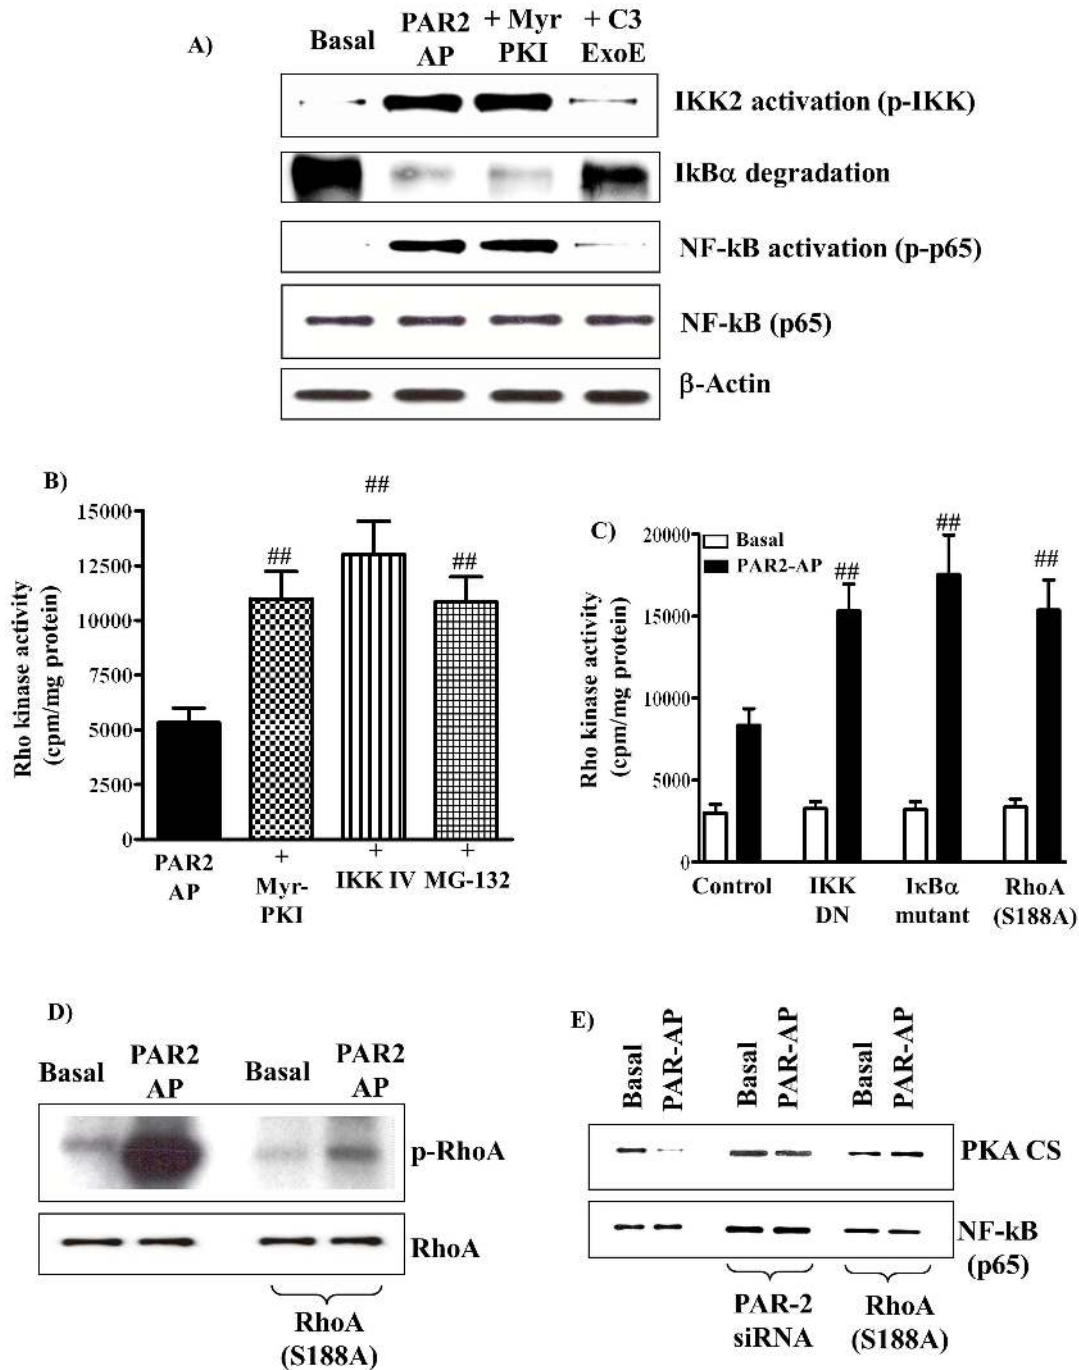 A)
Basal
PAR2
AP
+ Myr
PKI
+ C3
ExoE
IKK2 activation (p-IKK)
IkBα degradation
NF-kB activation (p-p65)
NF-kB (p65)
β-Actin
B)
Rho kinase activity
(cpm/mg protein)
15000
12500
10000
7500
5000
2500
0
##
##
##
PAR2
AP
+
Myr-
PKI
+
IKK IV
+
MG-132
C)
Rho kinase activity
(cpm/mg protein)
20000
15000
10000
5000
0
Basal
PAR2-AP
##
##
##
Control
IKK
DN
IκBα
mutant
RhoA
(S188A)
D)
Basal
PAR2
AP
Basal
PAR2
AP
p-RhoA
RhoA
RhoA
(S188A)
E)
Basal
PAR-AP
Basal
PAR-AP
Basal
PAR-AP
PKA CS
NF-kB
(p65)
PAR-2
siRNA
RhoA
(S188A)